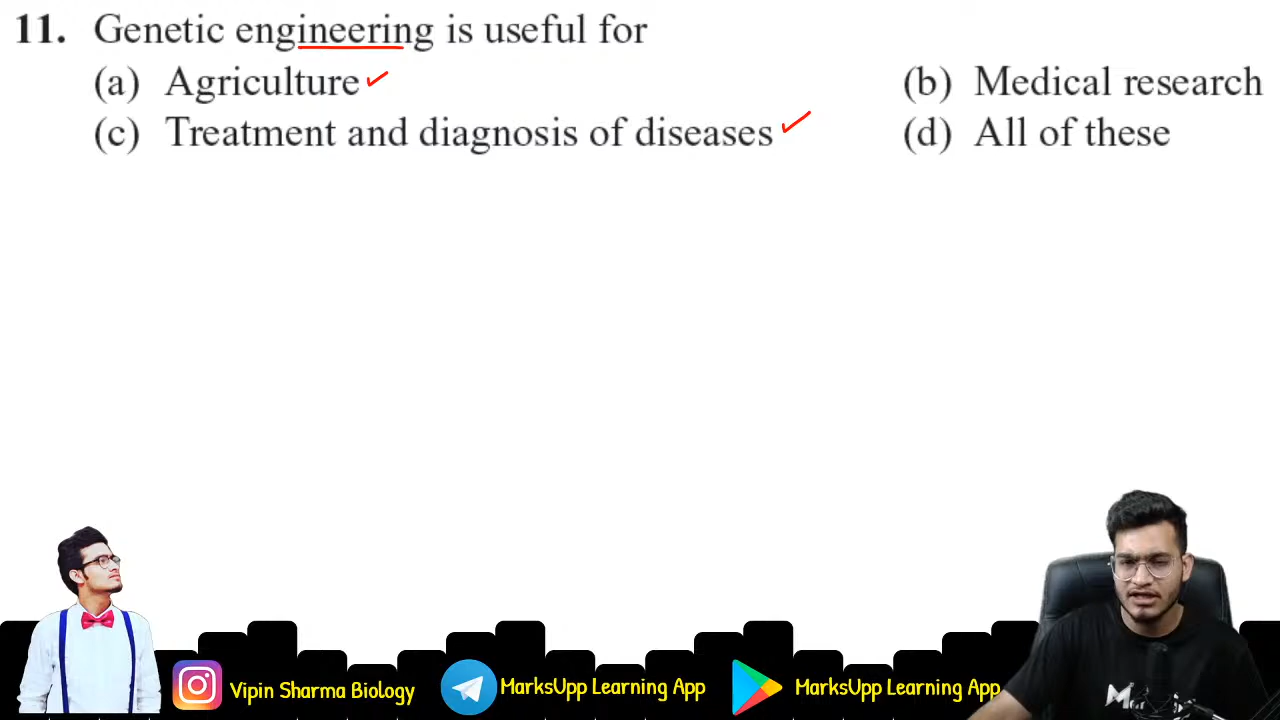 11. Genetic engineering is useful for
(a) Agriculture (b) Medical research
(c) Treatment and diagnosis of diseases (d) All of these
Vipin Sharma Biology MarksUpp Learning App MarksUpp Learning App